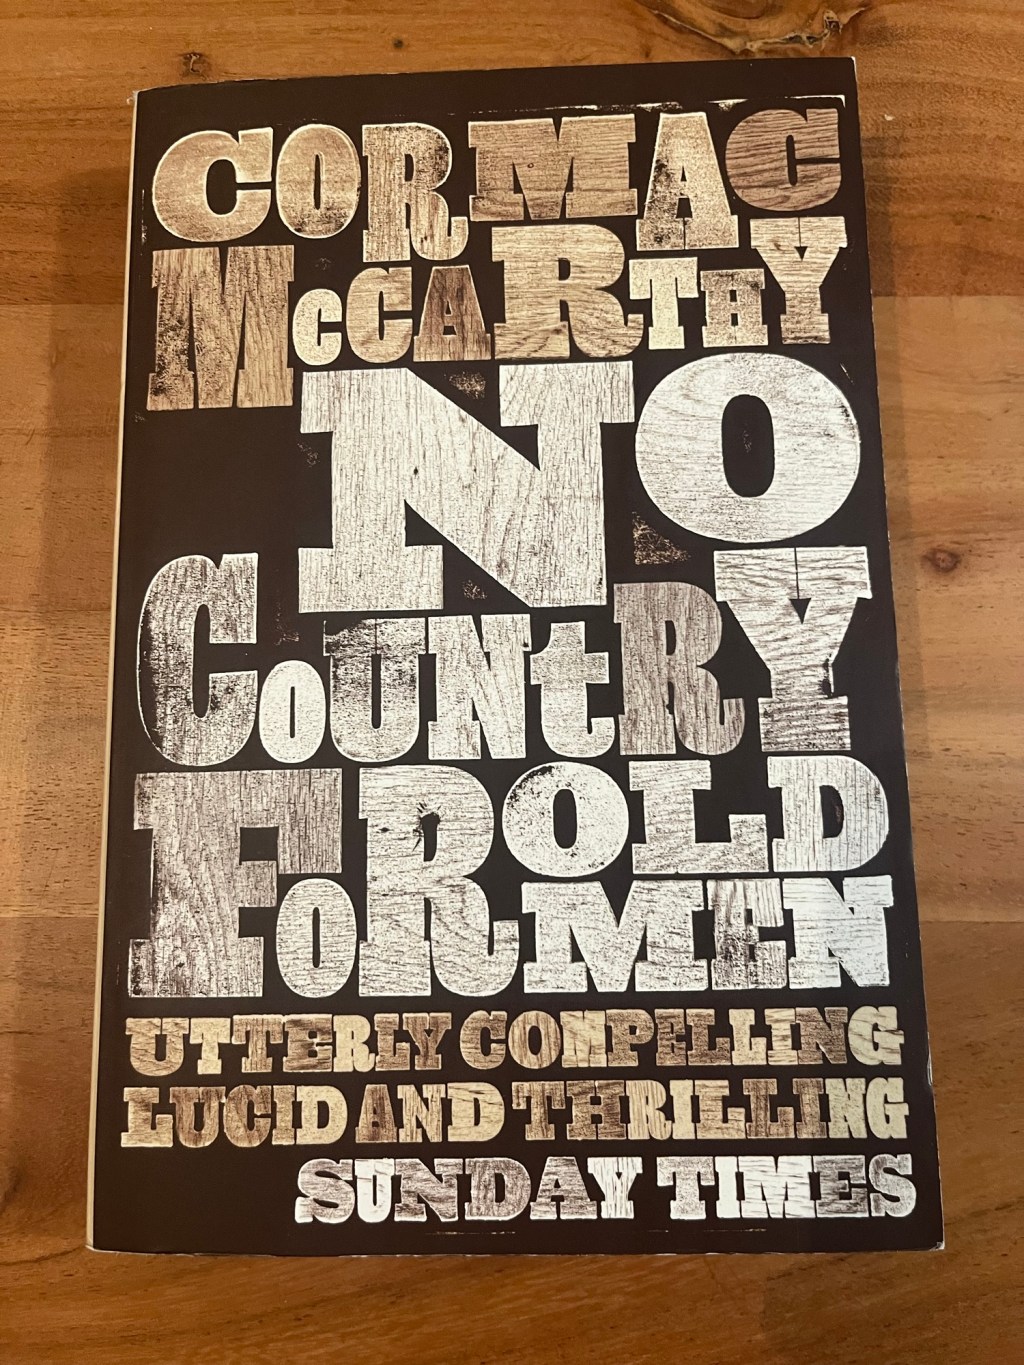 CORMAC
McCARTHY
NO
COUNtRY
FoR OLD
MEN
UTTERLY COMPELLING
LUCID AND THRILLING
SUNDAY TIMES